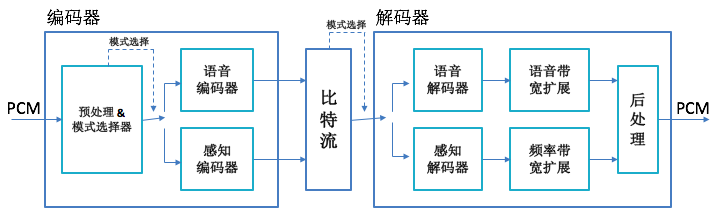 编码器
解码器
模式选择
模式选择
PCM
预处理 &
模式选择器
语音
编码器
感知
编码器
比
特
流
语音
解码器
感知
解码器
语音带
宽扩展
频率带
宽扩展
后
处
理
PCM